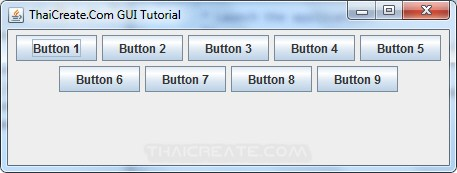 ThaiCreate.Com GUI Tutorial
Button 1 Button 2 Button 3 Button 4 Button 5
Button 6 Button 7 Button 8 Button 9
THAICREATE.COM